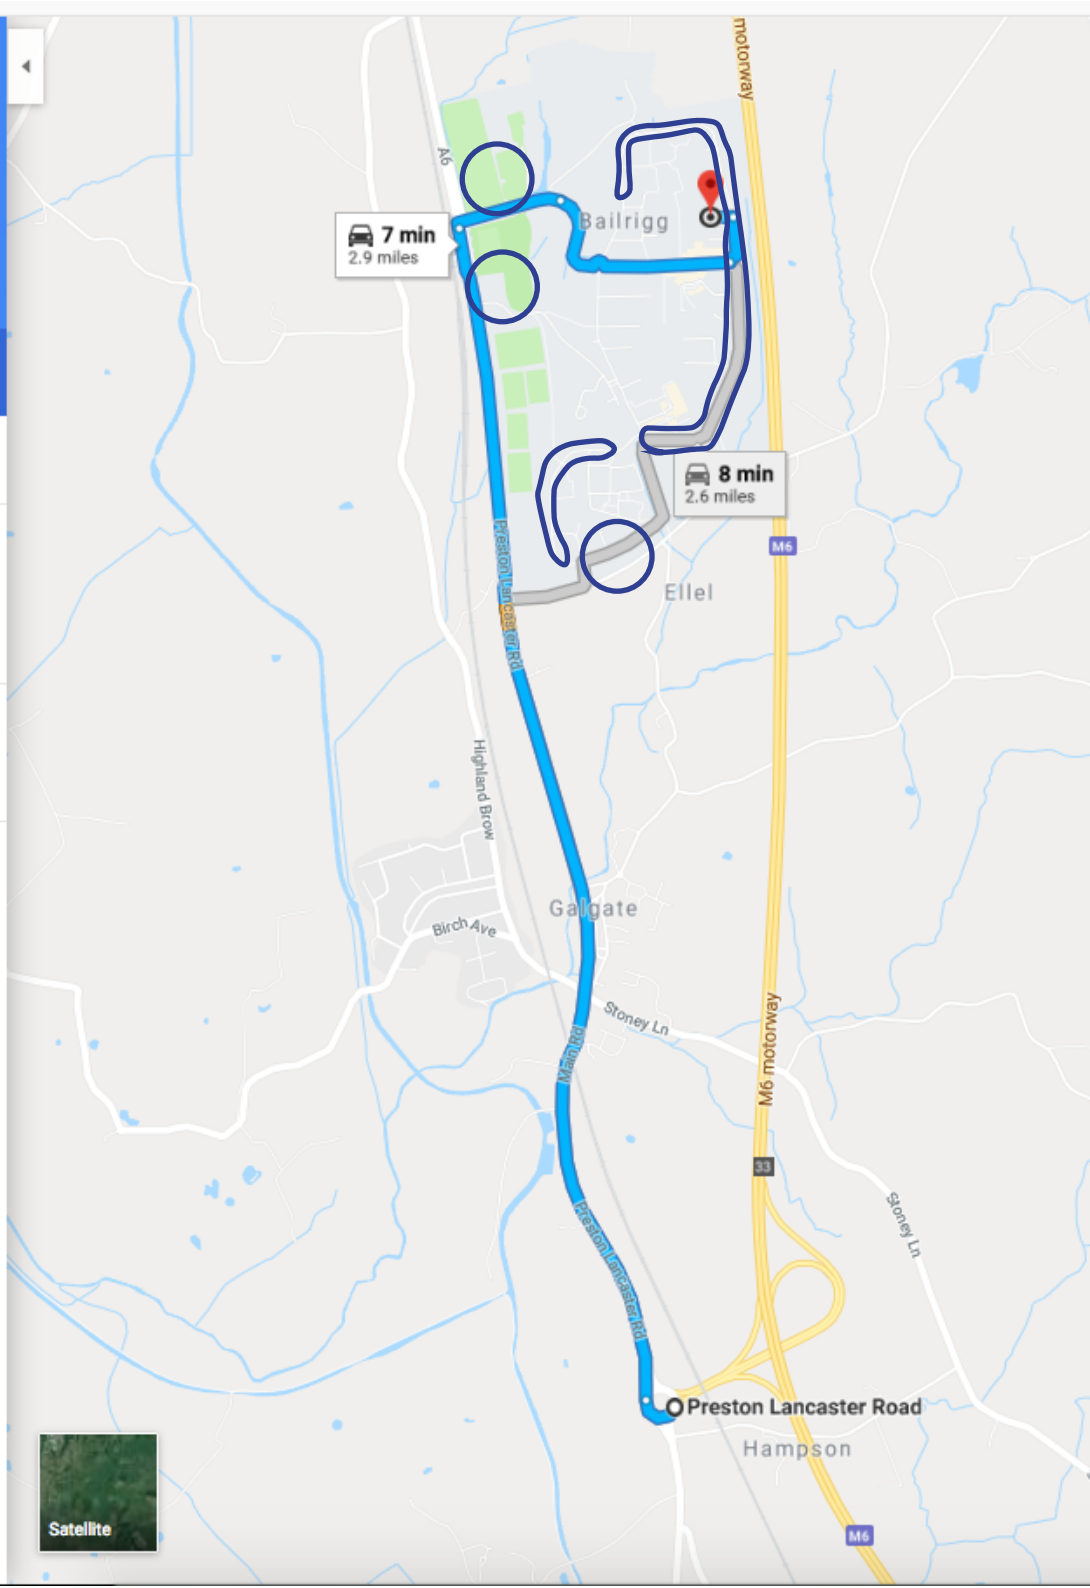 motorway
A6
Bailrigg
7 min
2.9 miles
8 min
2.6 miles
M6
Preston Lancaster Rd
Ellel
Highland Brow
Galgate
Birch Ave
Stoney Ln
Main Rd
M6 motorway
33
Stoney Ln
Preston Lancaster Rd
Preston Lancaster Road
Hampson
Satellite
M6